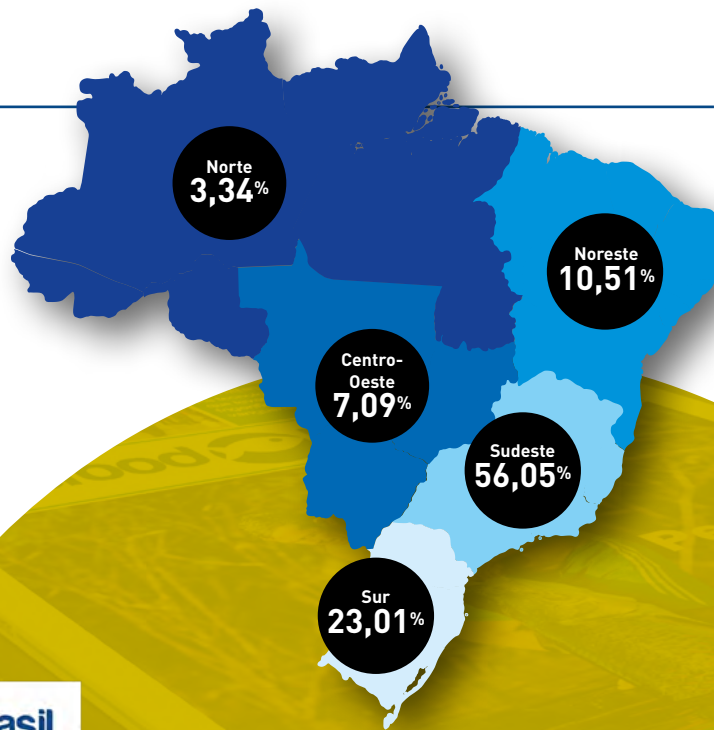 Norte
3,34%
Noreste
10,51%
Centro-
Oeste
7,09%
Sudeste
56,05%
Sur
23,01%
asil